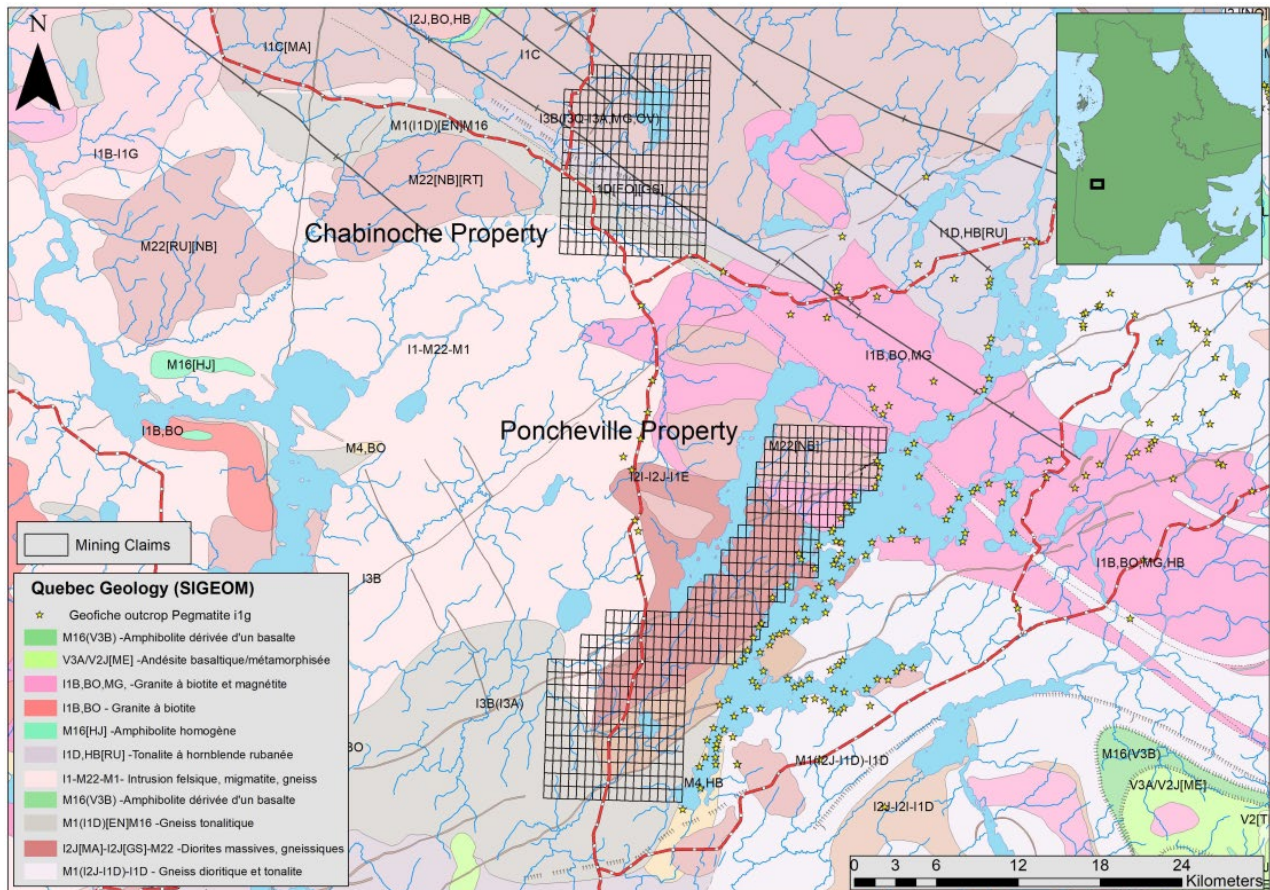 N
I2J,BO,HB
I1C[MA]
I1C
M1(I1D)[EN]M16
I3B(I3O-I3A,MG,OV)
I1B-I1G
M22[NB][RT]
I1D[FO][GS]
Chabinoche Property
M22[RU][NB]
I1D,HB[RU]
I1-M22-M1
M16[HJ]
I1B,BO,MG
I1B,BO
Poncheville Property
M22[NB]
M4,BO
I2I-I2J-I1E
Mining Claims
I3B
I1B,BO,MG,HB
Quebec Geology (SIGEOM)
Geofiche outcrop Pegmatite i1g
M16(V3B) -Amphibolite dérivée d'un basalte
V3A/V2J[ME] -Andésite basaltique/métamorphisée
I1B,BO,MG, -Granite à biotite et magnétite
I1B,BO - Granite à biotite
M16[HJ] -Amphibolite homogène
I1D,HB[RU] -Tonalite à hornblende rubanée
I1-M22-M1- Intrusion felsique, migmatite, gneiss
M16(V3B) -Amphibolite dérivée d'un basalte
M1(I1D)[EN]M16 -Gneiss tonalitique
I2J[MA]-I2J[GS]-M22 -Diorites massives, gneissiques
M1(I2J-I1D)-I1D - Gneiss dioritique et tonalite
I3B(I3A)
BO
M1(I2J-I1D)-I1D
M16(V3B)
M4,HB
V3A/V2J[ME]
I2J-I2I-I1D
V2[T
0 3 6 12 18 24
Kilometers